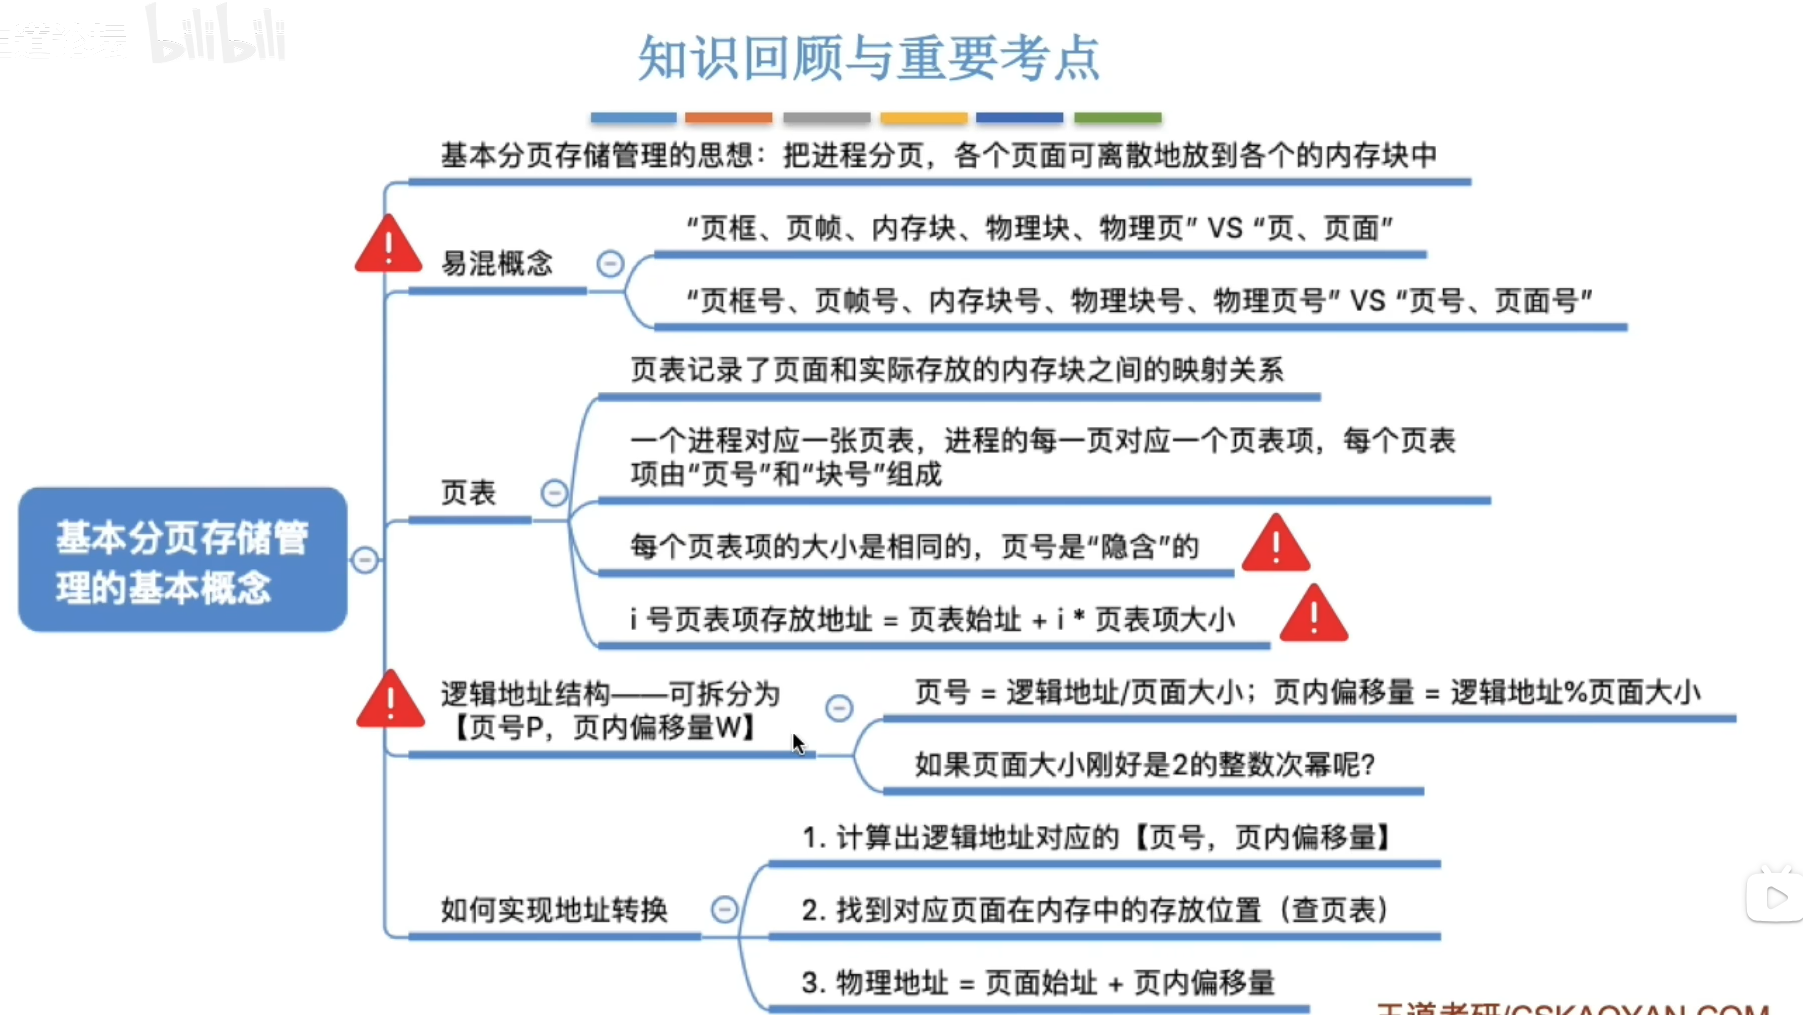 bilibili
知识回顾与重要考点
基本分页存储管理的思想：把进程分页，各个页面可离散地放到各个的内存块中
易混概念
“页框、页帧、内存块、物理块、物理页” VS “页、页面”
“页框号、页帧号、内存块号、物理块号、物理页号” VS “页号、页面号”
页表
页表记录了页面和实际存放的内存块之间的映射关系
一个进程对应一张页表，进程的每一页对应一个页表项，每个页表
项由“页号”和“块号”组成
每个页表项的大小是相同的，页号是“隐含”的
i 号页表项存放地址 = 页表始址 + i * 页表项大小
基本分页存储管
理的基本概念
逻辑地址结构——可拆分为
【页号P，页内偏移量W】
页号 = 逻辑地址/页面大小；页内偏移量 = 逻辑地址%页面大小
如果页面大小刚好是2的整数次幂呢？
如何实现地址转换
1. 计算出逻辑地址对应的【页号，页内偏移量】
2. 找到对应页面在内存中的存放位置（查页表）
3. 物理地址 = 页面始址 + 页内偏移量
王道考研/CSKAOYAN.COM